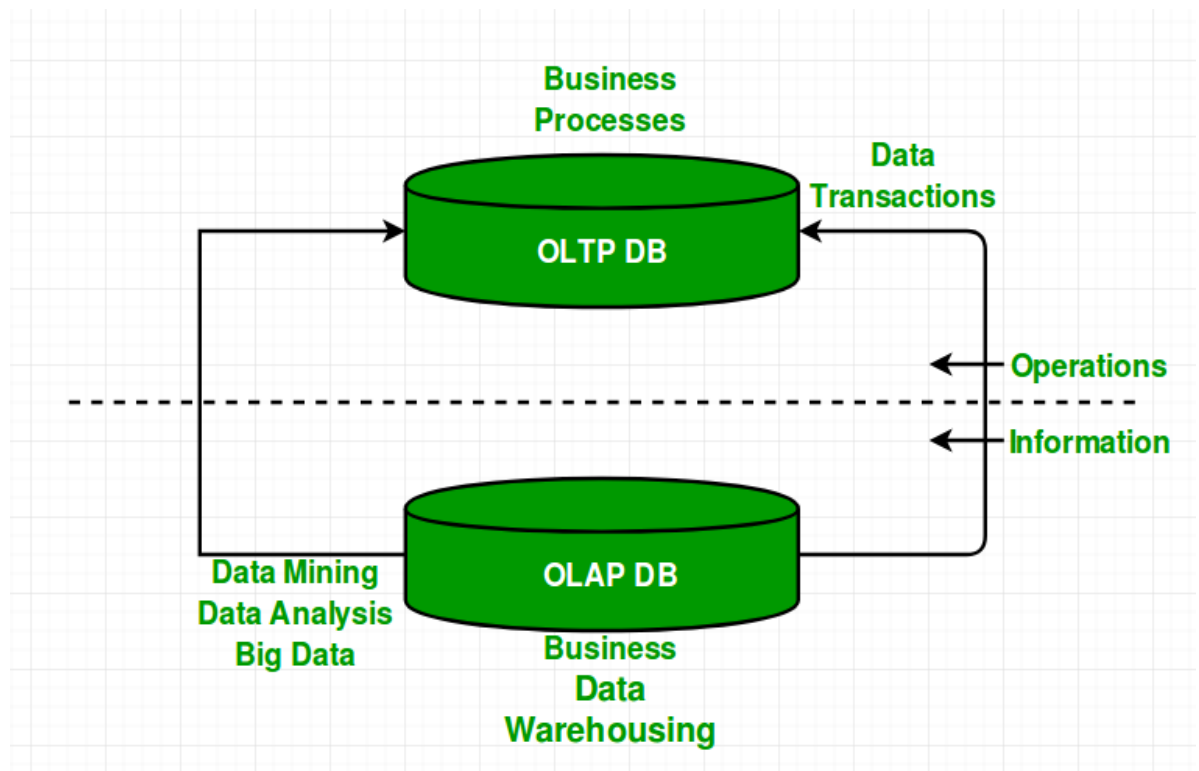 Business
Processes
Data
Transactions
OLTP DB
Operations
Information
OLAP DB
Data Mining
Data Analysis
Big Data
Business
Data
Warehousing